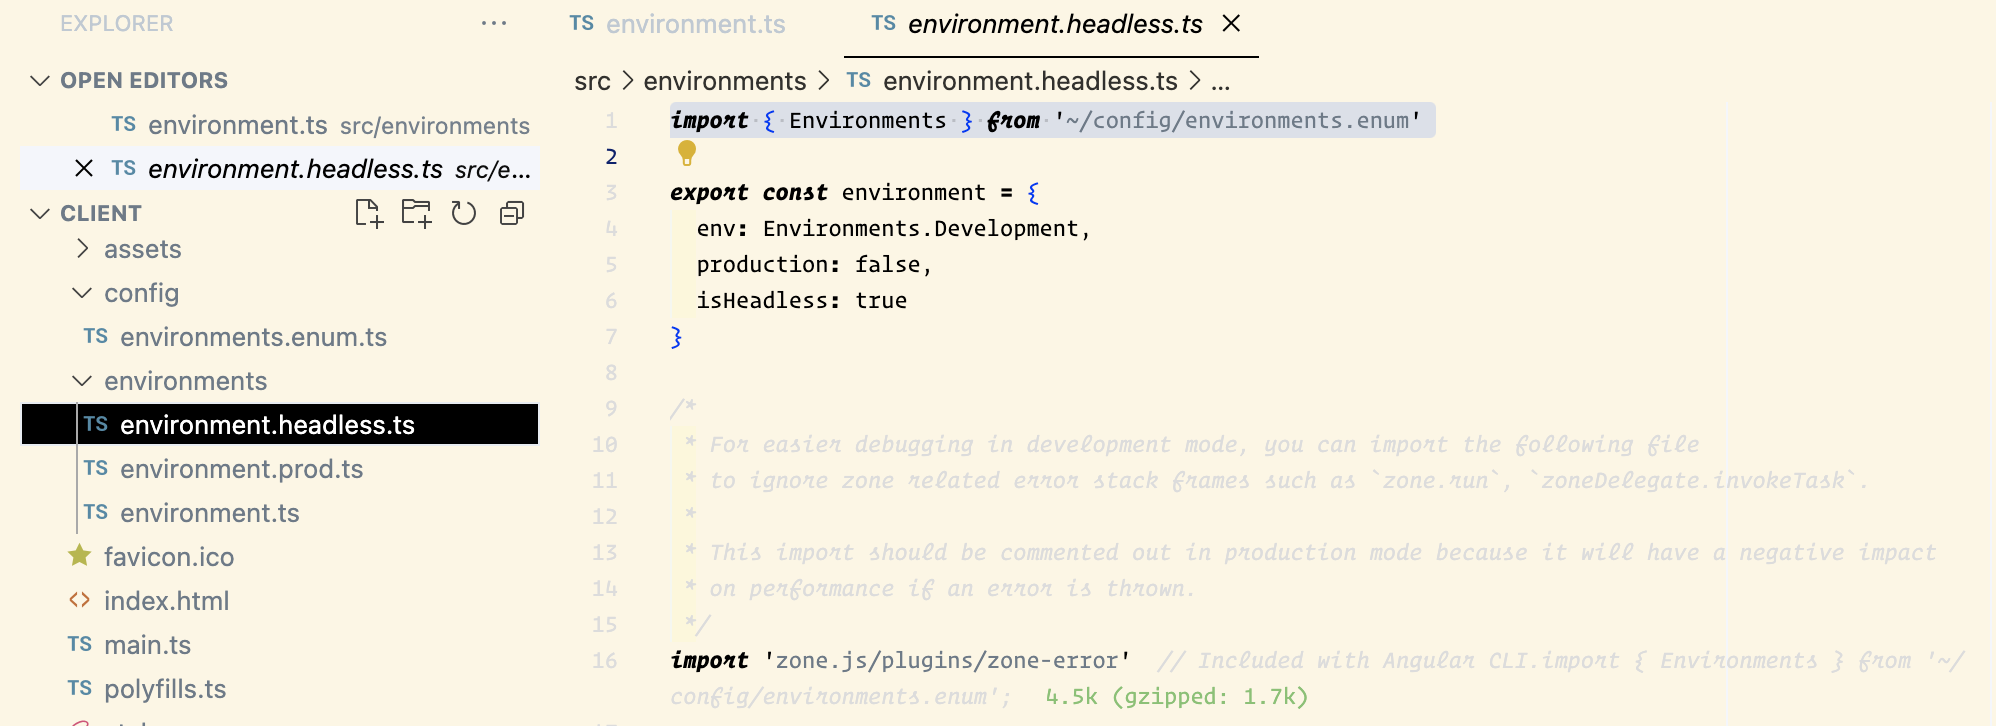 EXPLORER ...
OPEN EDITORS
TS environment.ts src/environments
TS environment.headless.ts src/e...
CLIENT
assets
config
TS environments.enum.ts
environments
TS environment.headless.ts
TS environment.prod.ts
TS environment.ts
favicon.ico
<> index.html
TS main.ts
TS polyfills.ts
TS environment.ts TS environment.headless.ts
src > environments > TS environment.headless.ts > ...
1 import { Environments } from '~/config/environments.enum'
2
3 export const environment = {
4 env: Environments.Development,
5 production: false,
6 isHeadless: true
7 }
8
9 /*
10 * For easier debugging in development mode, you can import the following file
11 * to ignore zone related error stack frames such as `zone.run`, `zoneDelegate.invokeTask`.
12 *
13 * This import should be commented out in production mode because it will have a negative impact
14 * on performance if an error is thrown.
15 */
16 import 'zone.js/plugins/zone-error' // Included with Angular CLI.import { Environments } from '~/
config/environments.enum'; 4.5k (gzipped: 1.7k)